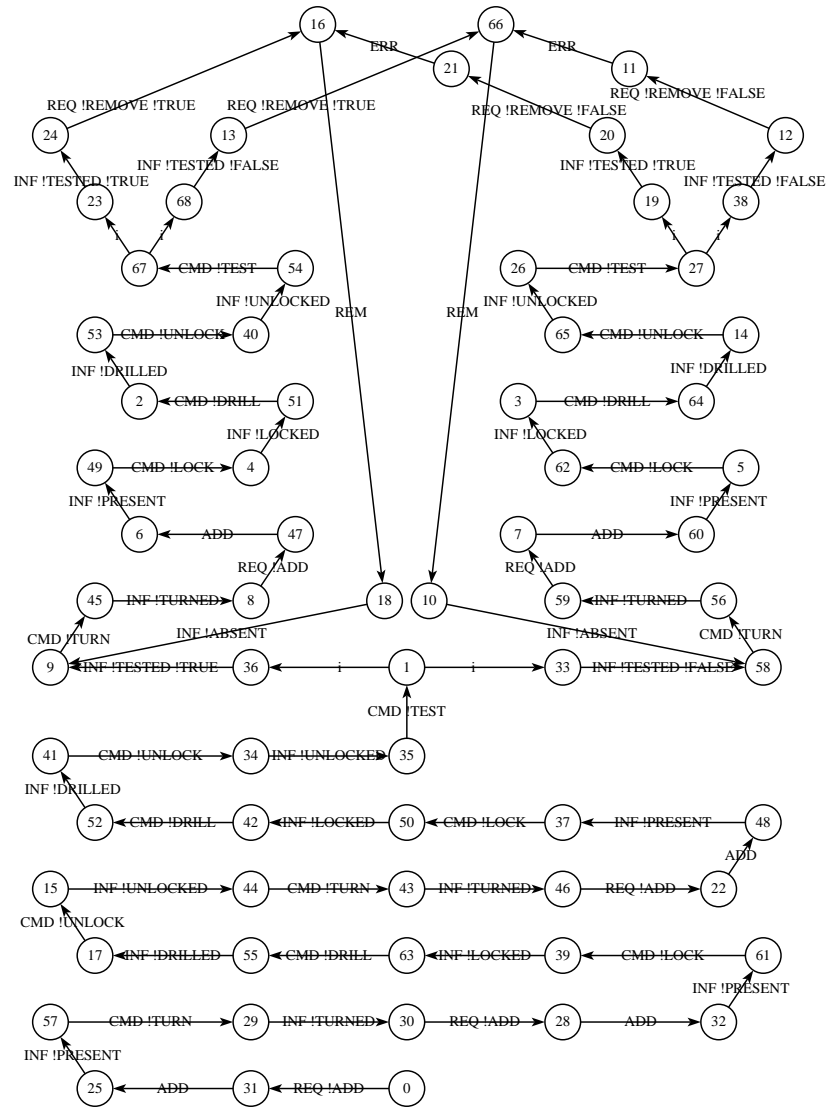 16 66
ERR ERR
21 11
REQ !REMOVE !TRUE REQ !REMOVE !TRUE REQ !REMOVE !FALSE REQ !REMOVE !FALSE
24 13 20 12
INF !TESTED !TRUE INF !TESTED !FALSE INF !TESTED !TRUE INF !TESTED !FALSE
23 68 19 38
i i i i
67 CMD !TEST 54 26 CMD !TEST 27
INF !UNLOCKED INF !UNLOCKED
REM REM
53 CMD !UNLOCK 40 65 CMD !UNLOCK 14
INF !DRILLED INF !DRILLED
2 CMD !DRILL 51 3 CMD !DRILL 64
INF !LOCKED INF !LOCKED
49 CMD !LOCK 4 62 CMD !LOCK 5
INF !PRESENT INF !PRESENT
6 ADD 47 7 ADD 60
REQ !ADD REQ !ADD
45 INF !TURNED 8 18 10 59 INF !TURNED 56
CMD !TURN INF !ABSENT INF !ABSENT CMD !TURN
9 INF !TESTED !TRUE 36 i 1 i 33 INF !TESTED !FALSE 58
CMD !TEST
41 CMD !UNLOCK 34 INF !UNLOCKED 35
INF !DRILLED
52 CMD !DRILL 42 INF !LOCKED 50 CMD !LOCK 37 INF !PRESENT 48
ADD
15 INF !UNLOCKED 44 CMD !TURN 43 INF !TURNED 46 REQ !ADD 22
CMD !UNLOCK
17 INF !DRILLED 55 CMD !DRILL 63 INF !LOCKED 39 CMD !LOCK 61
INF !PRESENT
57 CMD !TURN 29 INF !TURNED 30 REQ !ADD 28 ADD 32
INF !PRESENT
25 ADD 31 REQ !ADD 0